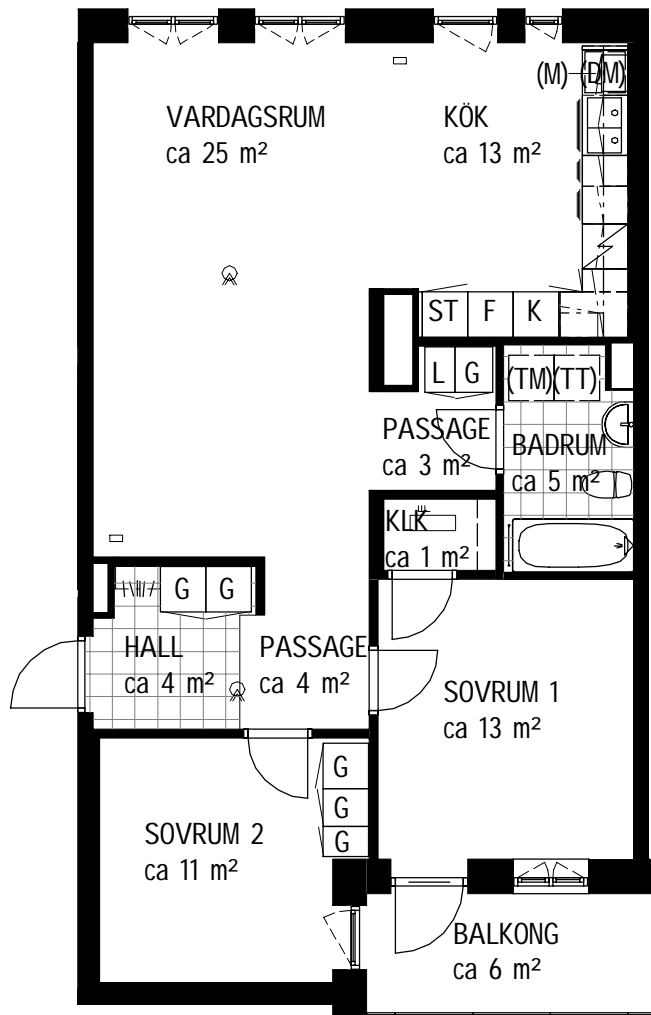 (M) (DM)
VARDAGSRUM
ca 25 m²
KÖK
ca 13 m²
ST F K
L G
(TM) (TT)
PASSAGE
ca 3 m²
BADRUM
ca 5 m²
KLK
ca 1 m²
G G
HALL
ca 4 m²
PASSAGE
ca 4 m²
SOVRUM 1
ca 13 m²
G
G
G
SOVRUM 2
ca 11 m²
BALKONG
ca 6 m²